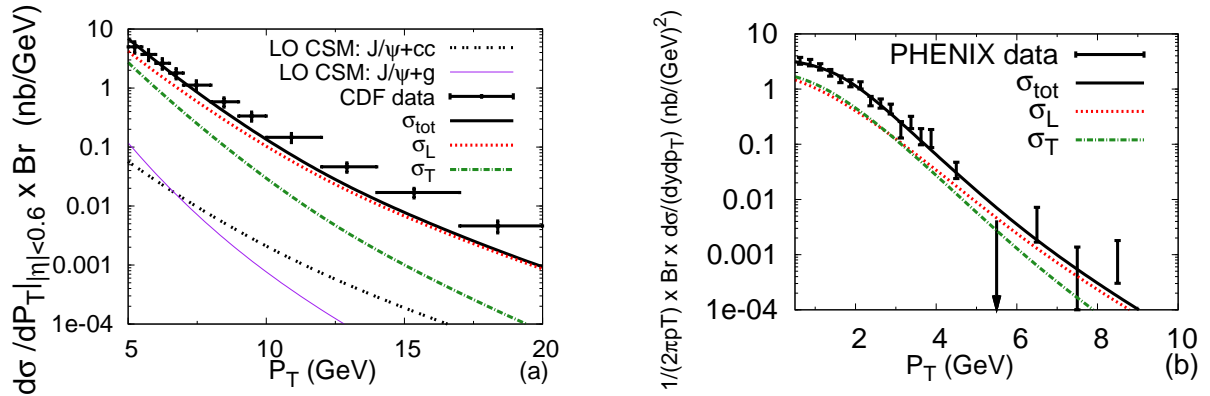 dσ/dP_T||η|<0.6 x Br (nb/GeV)
10
1
0.1
0.01
0.001
1e-04
LO CSM: J/ψ+cc
LO CSM: J/ψ+g
CDF data
σ_tot
σ_L
σ_T
5 10 15 20
P_T (GeV)
(a)
1/(2πpT) x Br x dσ/(dydp_T) (nb/(GeV)^2)
10
1
0.1
0.01
0.001
1e-04
PHENIX data
σ_tot
σ_L
σ_T
2 4 6 8 10
P_T (GeV)
(b)